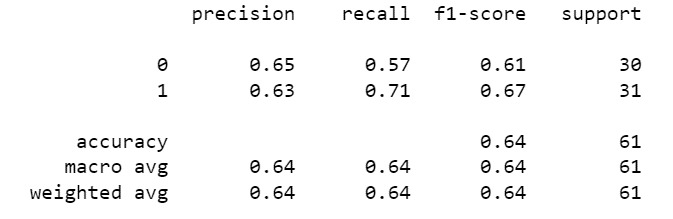 precision recall f1-score support
0 0.65 0.57 0.61 30
1 0.63 0.71 0.67 31
accuracy 0.64 61
macro avg 0.64 0.64 0.64 61
weighted avg 0.64 0.64 0.64 61